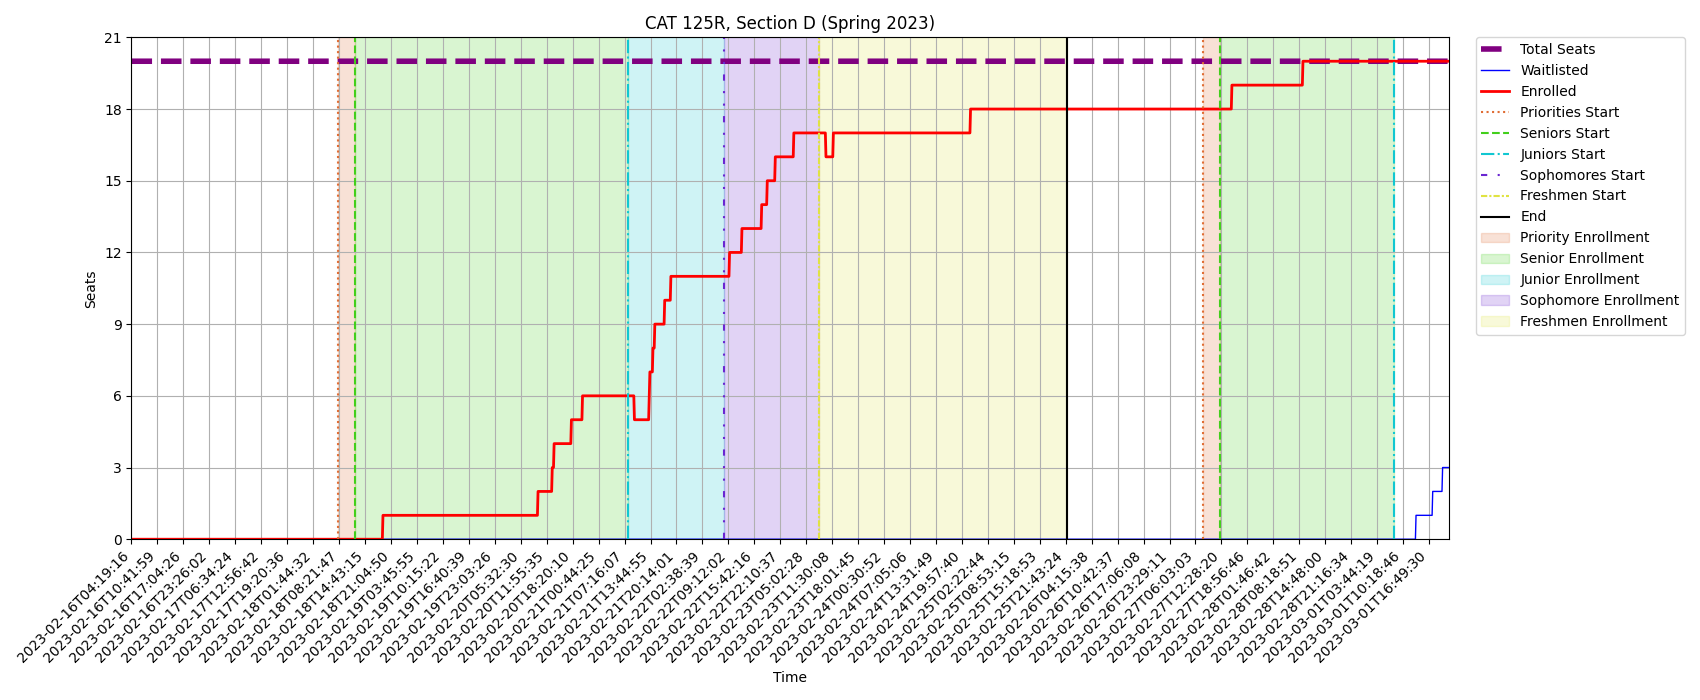 CAT 125R, Section D (Spring 2023)
21
18
15
12
9
6
3
0
Seats
2023-02-16T04:19:16
2023-02-16T10:41:59
2023-02-16T17:04:26
2023-02-16T23:26:02
2023-02-17T06:34:24
2023-02-17T12:56:42
2023-02-17T19:20:36
2023-02-18T01:44:32
2023-02-18T08:21:47
2023-02-18T14:43:15
2023-02-18T21:04:50
2023-02-19T03:45:55
2023-02-19T10:15:22
2023-02-19T16:40:39
2023-02-19T23:03:26
2023-02-20T05:32:30
2023-02-20T11:55:35
2023-02-20T18:20:10
2023-02-21T00:44:25
2023-02-21T07:16:07
2023-02-21T13:44:55
2023-02-21T20:14:01
2023-02-22T02:38:39
2023-02-22T09:12:02
2023-02-22T15:42:16
2023-02-22T22:10:37
2023-02-23T05:02:28
2023-02-23T11:30:08
2023-02-23T18:01:45
2023-02-24T00:30:52
2023-02-24T07:05:06
2023-02-24T13:31:49
2023-02-24T19:57:40
2023-02-25T02:22:44
2023-02-25T08:53:15
2023-02-25T15:18:53
2023-02-25T21:43:24
2023-02-26T04:15:38
2023-02-26T10:42:37
2023-02-26T17:06:08
2023-02-26T23:29:11
2023-02-27T06:03:03
2023-02-27T12:28:20
2023-02-27T18:56:46
2023-02-28T01:46:42
2023-02-28T08:18:51
2023-02-28T14:48:00
2023-02-28T21:16:34
2023-03-01T03:44:19
2023-03-01T10:18:46
2023-03-01T16:49:30
Time
Total Seats
Waitlisted
Enrolled
Priorities Start
Seniors Start
Juniors Start
Sophomores Start
Freshmen Start
End
Priority Enrollment
Senior Enrollment
Junior Enrollment
Sophomore Enrollment
Freshmen Enrollment